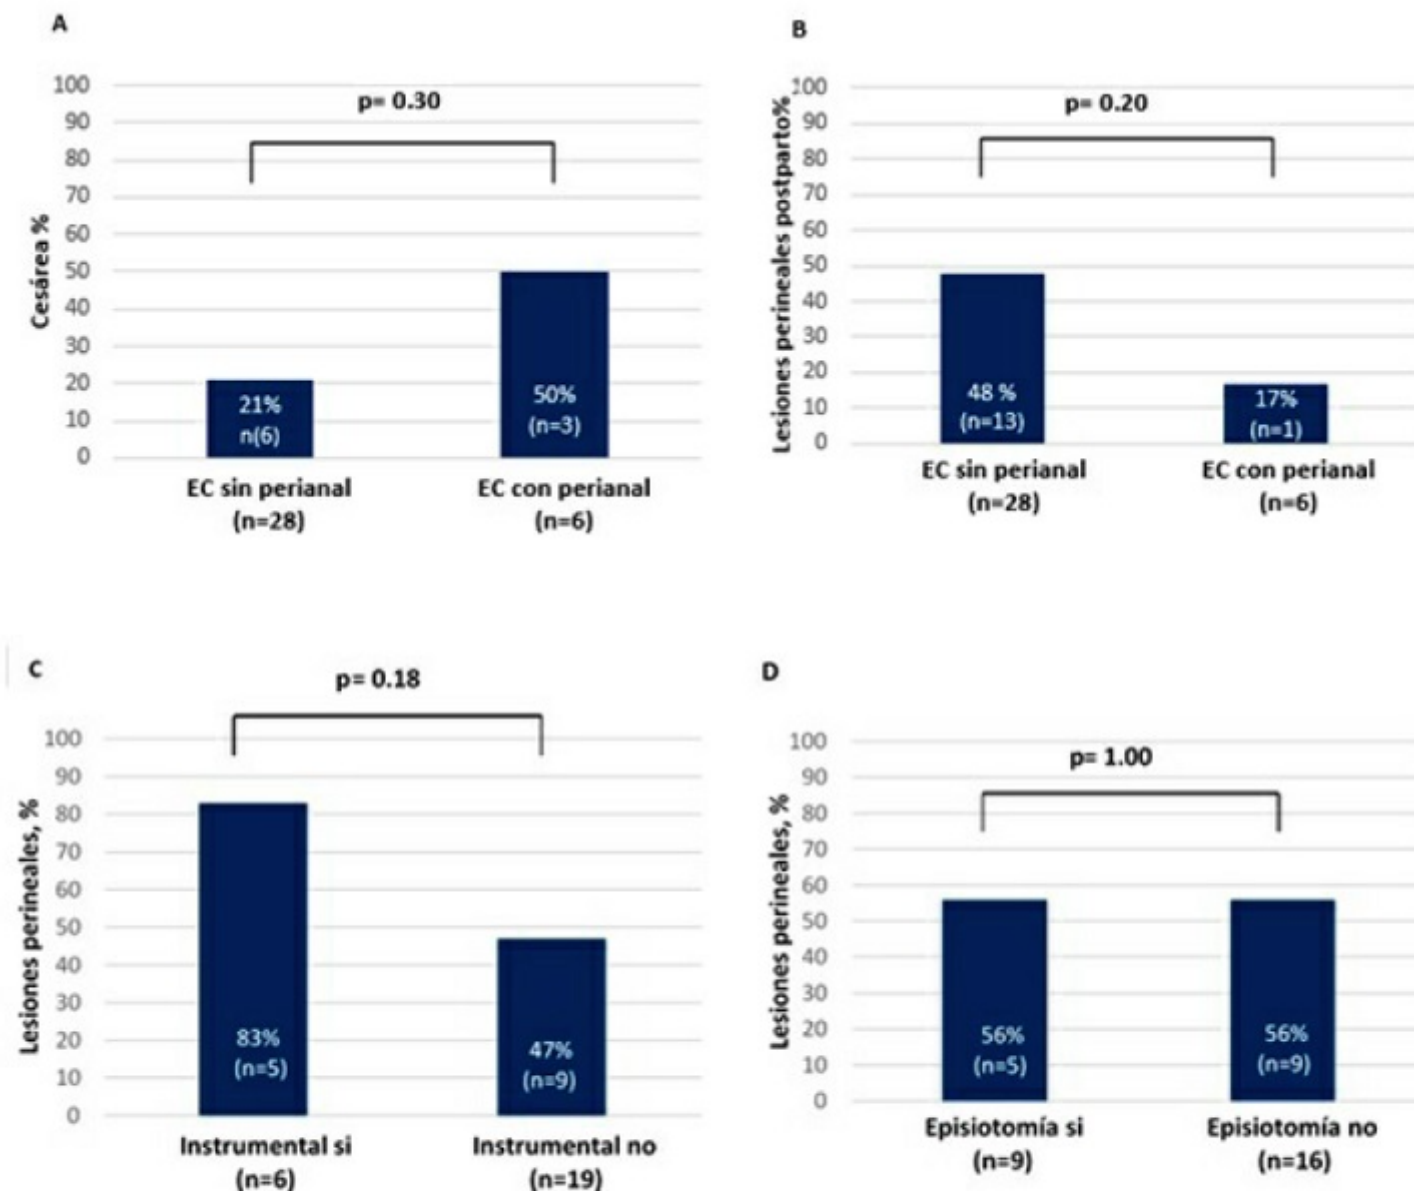 A
p= 0.30
100
90
80
70
60
50
40
30
20
10
0
Cesárea %
21%
n(6)
50%
(n=3)
EC sin perianal
(n=28)
EC con perianal
(n=6)
B
p= 0.20
100
90
80
70
60
50
40
30
20
10
0
Lesiones perineales postparto%
48 %
(n=13)
17%
(n=1)
EC sin perianal
(n=28)
EC con perianal
(n=6)
C
p= 0.18
100
90
80
70
60
50
40
30
20
10
0
Lesiones perineales, %
83%
(n=5)
47%
(n=9)
Instrumental si
(n=6)
Instrumental no
(n=19)
D
p= 1.00
100
90
80
70
60
50
40
30
20
10
0
Lesiones perineales, %
56%
(n=5)
56%
(n=9)
Episiotomía si
(n=9)
Episiotomía no
(n=16)